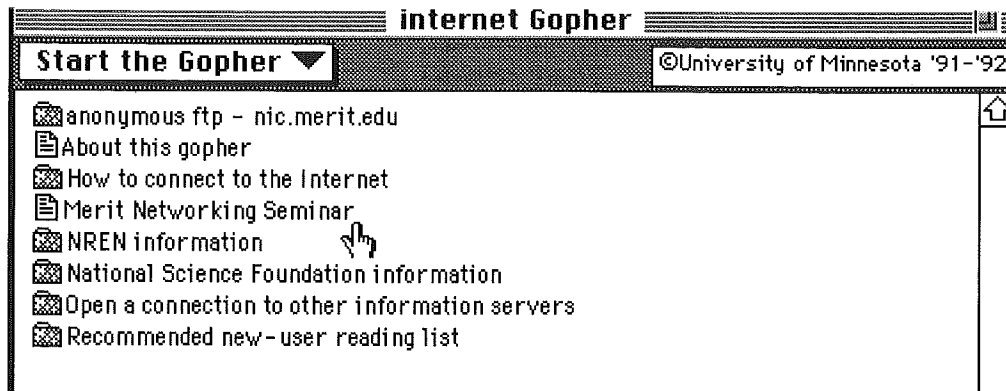 internet Gopher
Start the Gopher
©University of Minnesota '91-'92
anonymous ftp - nic.merit.edu
About this gopher
How to connect to the Internet
Merit Networking Seminar
NREN information
National Science Foundation information
Open a connection to other information servers
Recommended new-user reading list